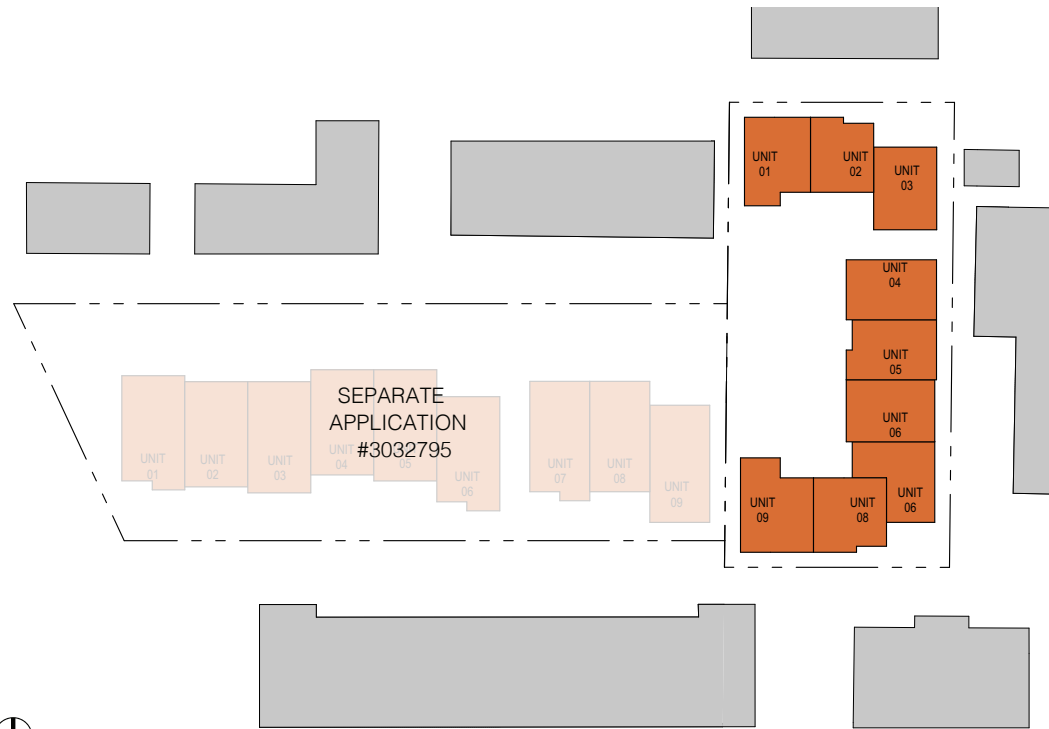 UNIT
01
UNIT
02
UNIT
03
UNIT
04
UNIT
05
UNIT
06
UNIT
06
UNIT
08
UNIT
09
SEPARATE
APPLICATION
#3032795
UNIT
01
UNIT
02
UNIT
03
UNIT
04
UNIT
05
UNIT
06
UNIT
07
UNIT
08
UNIT
09